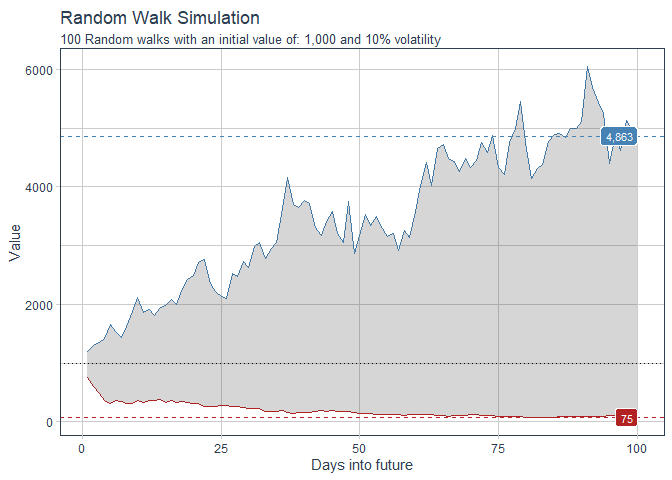 Random Walk Simulation
100 Random walks with an initial value of: 1,000 and 10% volatility
6000
4,863
4000
Value
2000
75
0
0 25 50 75 100
Days into future